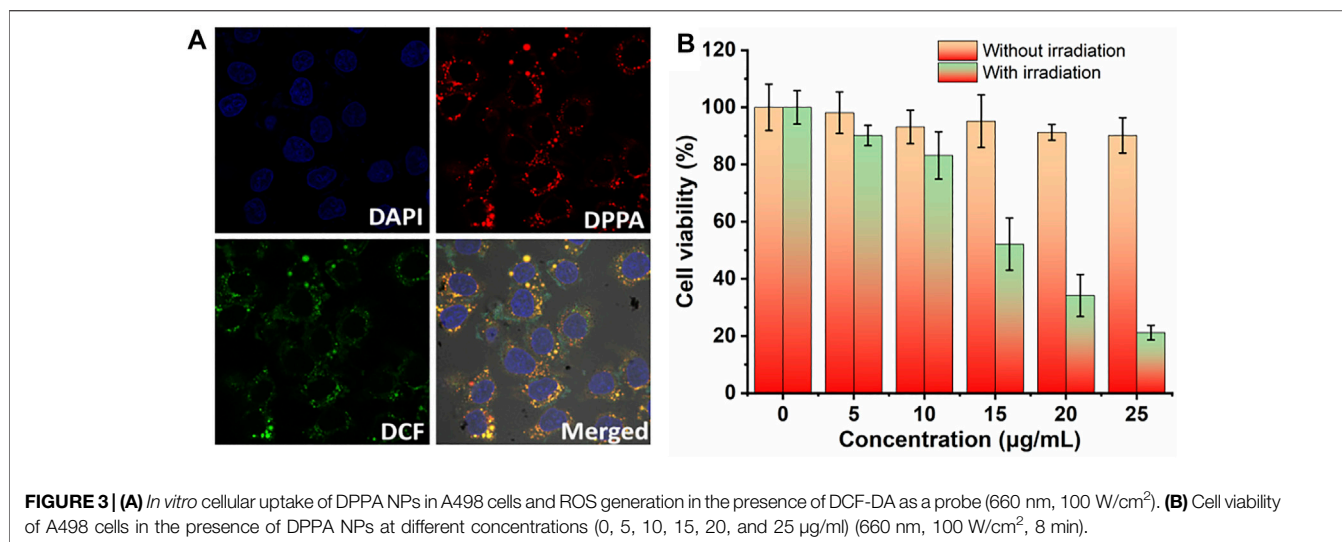 A
DAPI
DPPA
DCF
Merged
B
Without irradiation
With irradiation
Cell viability (%)
120
100
80
60
40
20
0
0 5 10 15 20 25
Concentration (µg/mL)
FIGURE 3 | (A) In vitro cellular uptake of DPPA NPs in A498 cells and ROS generation in the presence of DCF-DA as a probe (660 nm, 100 W/cm²). (B) Cell viability
of A498 cells in the presence of DPPA NPs at different concentrations (0, 5, 10, 15, 20, and 25 µg/ml) (660 nm, 100 W/cm², 8 min).